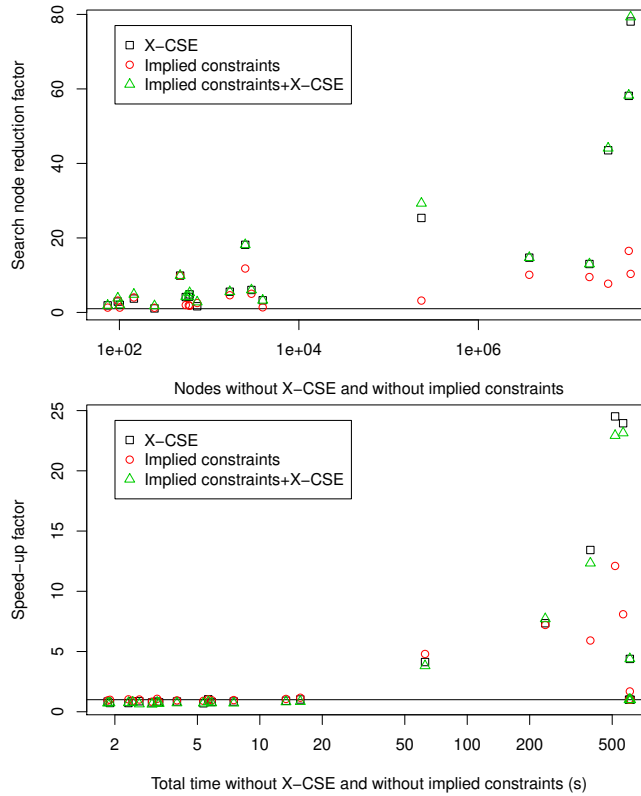 Search node reduction factor
80
60
40
20
0
X−CSE
Implied constraints
Implied constraints+X−CSE
1e+02 1e+04 1e+06
Nodes without X−CSE and without implied constraints
Speed−up factor
25
20
15
10
5
0
X−CSE
Implied constraints
Implied constraints+X−CSE
2 5 10 20 50 100 200 500
Total time without X−CSE and without implied constraints (s)